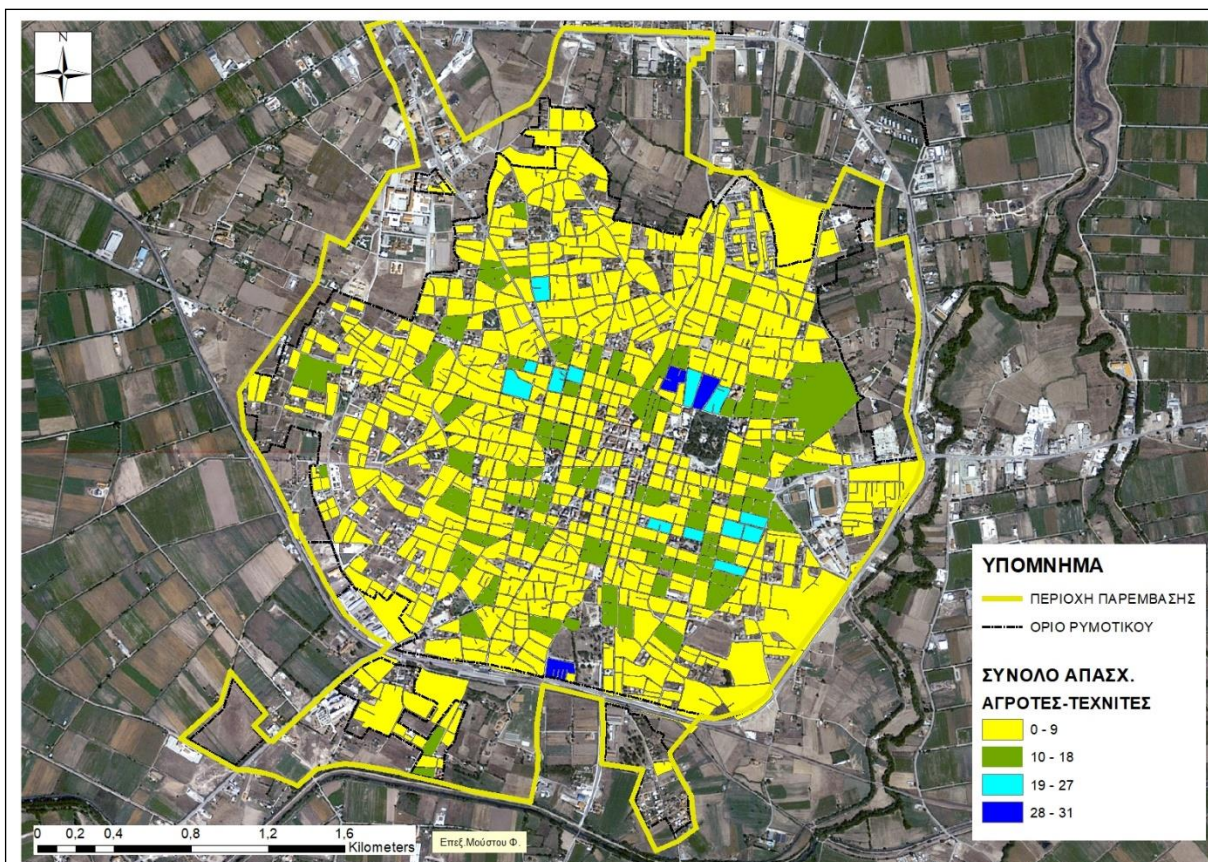 N
ΥΠΟΜΝΗΜΑ
ΠΕΡΙΟΧΗ ΠΑΡΕΜΒΑΣΗΣ
ΟΡΙΟ ΡΥΜΟΤΙΚΟΥ
ΣΥΝΟΛΟ ΑΠΑΣΧ.
ΑΓΡΟΤΕΣ-ΤΕΧΝΙΤΕΣ
0 - 9
10 - 18
19 - 27
28 - 31
0 0,2 0,4 0,8 1,2 1,6
Kilometers
Επεξ.Μούστου Φ.